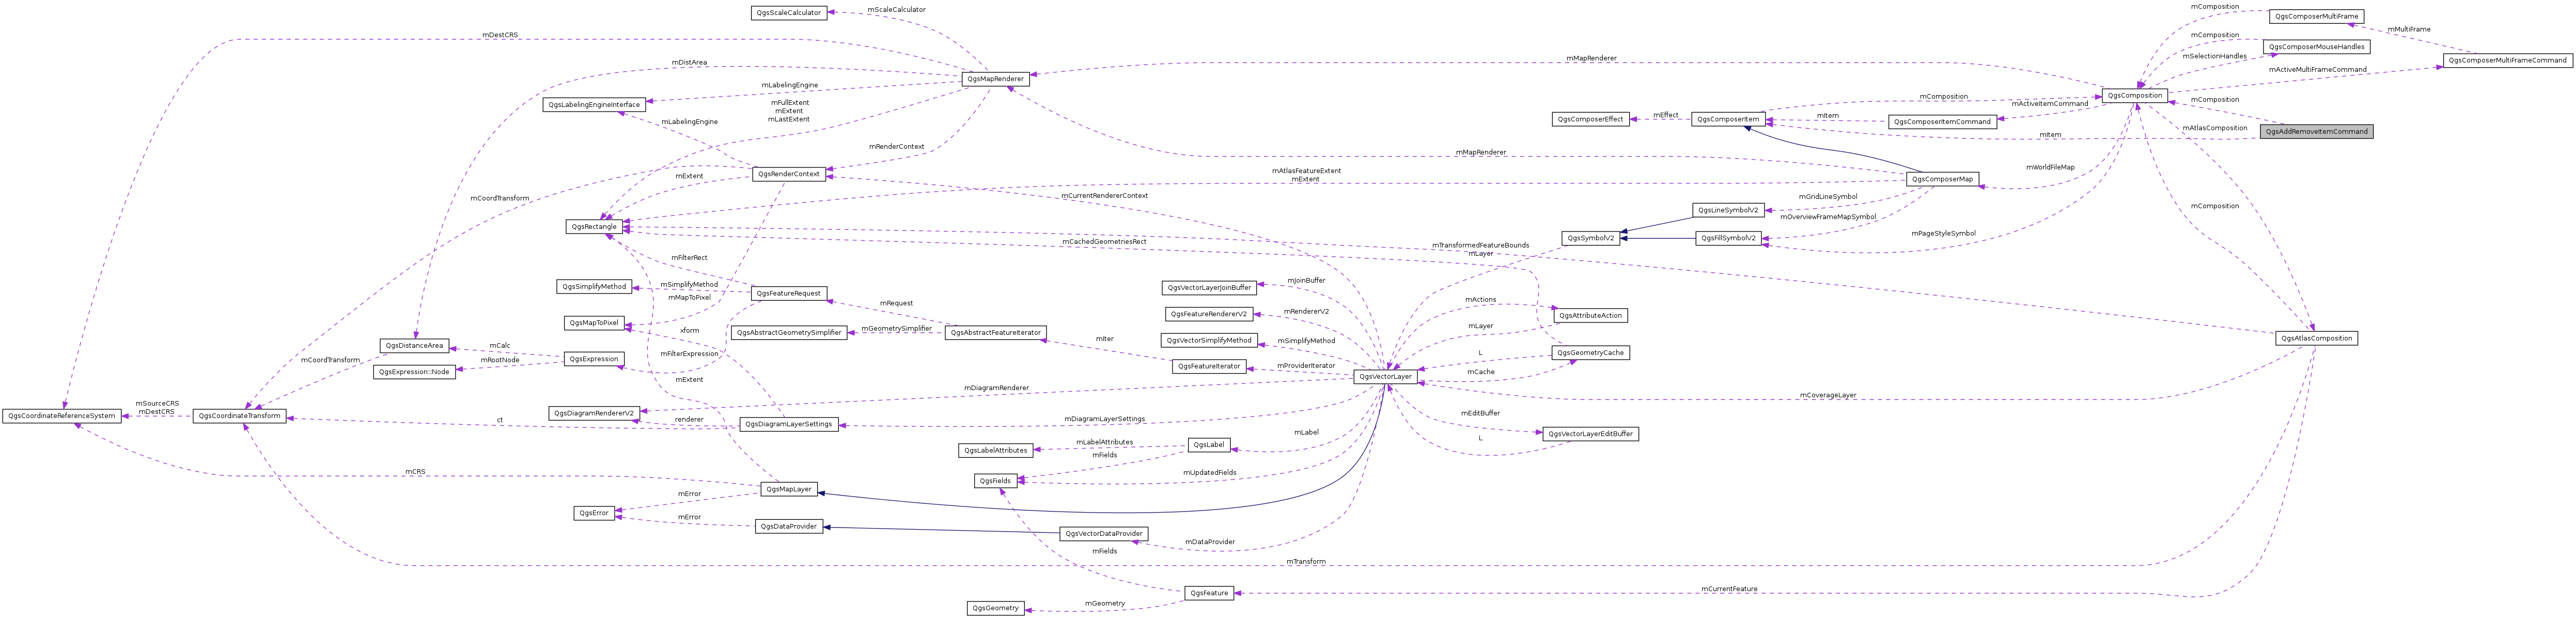 QgsScaleCalculator
mScaleCalculator
mComposition
QgsComposerMultiFrame
mMultiFrame
mDestCRS
mComposition
QgsComposerMouseHandles
mSelectionHandles
QgsComposerMultiFrameCommand
mDistArea
mMapRenderer
mActiveMultiFrameCommand
QgsMapRenderer
mLabelingEngine
QgsComposition
mComposition
mComposition
QgsLabelingEngineInterface
mFullExtent
mExtent
mLastExtent
mActiveItemCommand
mEffect
mItem
QgsComposerEffect
QgsComposerItem
QgsComposerItemCommand
mLabelingEngine
mAtlasComposition
QgsAddRemoveItemCommand
mItem
mRenderContext
mMapRenderer
mWorldFileMap
QgsRenderContext
mExtent
mAtlasFeatureExtent
mExtent
QgsComposerMap
mCoordTransform
mCurrentRendererContext
mGridLineSymbol
mComposition
QgsLineSymbolV2
mOverviewFrameMapSymbol
QgsRectangle
mPageStyleSymbol
QgsSymbolV2
QgsFillSymbolV2
mCachedGeometriesRect
mTransformedFeatureBounds
mLayer
mFilterRect
mJoinBuffer
QgsSimplifyMethod
mSimplifyMethod
QgsVectorLayerJoinBuffer
QgsFeatureRequest
mMapToPixel
mRequest
mActions
mRendererV2
QgsFeatureRendererV2
QgsAttributeAction
QgsMapToPixel
xform
QgsAbstractGeometrySimplifier
mGeometrySimplifier
QgsAbstractFeatureIterator
mLayer
QgsVectorSimplifyMethod
mSimplifyMethod
mIter
QgsAtlasComposition
QgsDistanceArea
mCalc
mFilterExpression
L
QgsGeometryCache
mCoordTransform
mRootNode
QgsExpression
QgsFeatureIterator
mProviderIterator
QgsExpression::Node
mExtent
mCache
QgsVectorLayer
mDiagramRenderer
mCoverageLayer
mSourceCRS
mDestCRS
QgsCoordinateReferenceSystem
QgsCoordinateTransform
QgsDiagramRendererV2
mEditBuffer
ct
renderer
QgsDiagramLayerSettings
mDiagramLayerSettings
mLabel
QgsVectorLayerEditBuffer
L
mLabelAttributes
QgsLabel
QgsLabelAttributes
mFields
mCRS
mUpdatedFields
QgsFields
mError
QgsMapLayer
QgsError
mError
QgsDataProvider
QgsVectorDataProvider
mDataProvider
mFields
mTransform
mCurrentFeature
QgsFeature
mGeometry
QgsGeometry